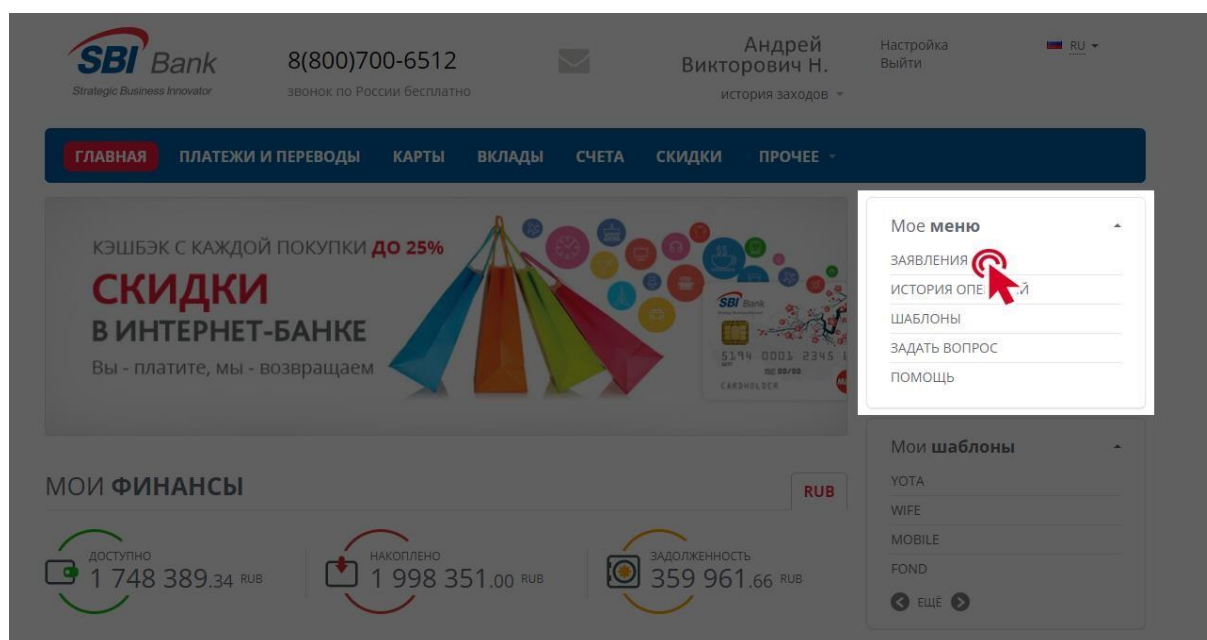 SBI Bank
Strategic Business Innovator
8(800)700-6512
звонок по России бесплатно
Андрей
Викторович Н.
история заходов
Настройка
Выйти
RU
ГЛАВНАЯ ПЛАТЕЖИ И ПЕРЕВОДЫ КАРТЫ ВКЛАДЫ СЧЕТА СКИДКИ ПРОЧЕЕ
КЭШБЭК С КАЖДОЙ ПОКУПКИ ДО 25%
СКИДКИ
В ИНТЕРНЕТ-БАНКЕ
Вы - платите, мы - возвращаем
SBI Bank
5194 0001 2345
CARDHOLDER
Мое меню
ЗАЯВЛЕНИЯ
ИСТОРИЯ
ШАБЛОНЫ
ЗАДАТЬ ВОПРОС
ПОМОЩЬ
Мои шаблоны
YOTA
WIFE
MOBILE
FOND
ЕЩЁ
МОИ ФИНАНСЫ
RUB
ДОСТУПНО
1 748 389.34 RUB
НАКОПЛЕНО
1 998 351.00 RUB
ЗАДОЛЖЕННОСТЬ
359 961.66 RUB